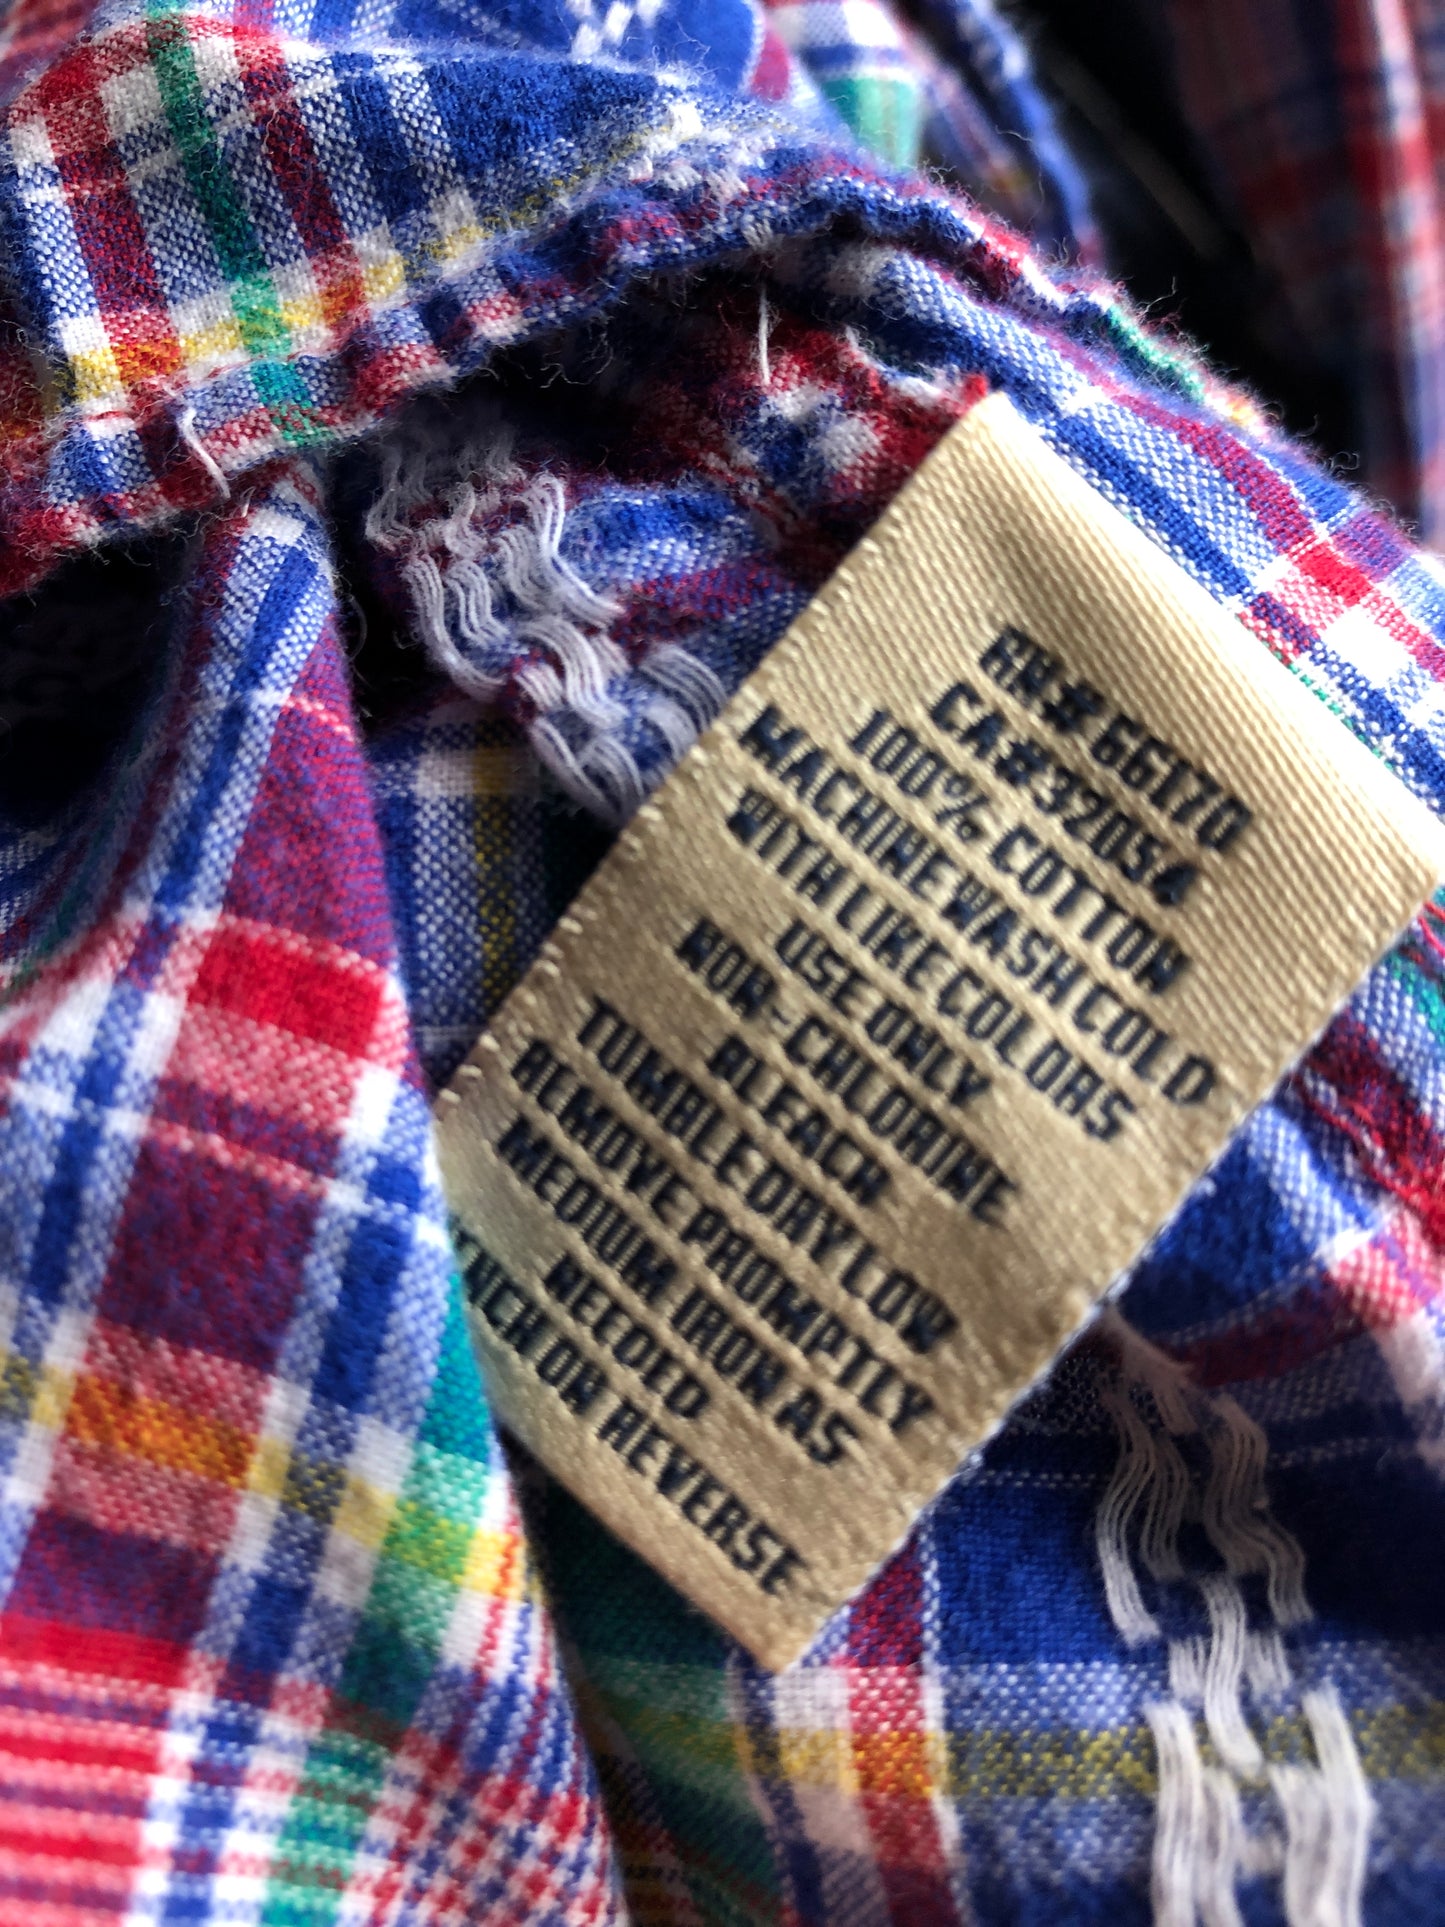 RN# 66170
CA# 32054
100% COTTON
MACHINE WASH COLD
WITH LIKE COLORS
USE ONLY
NON-CHLORINE
BLEACH
TUMBLE DRY LOW
REMOVE PROMPTLY
MEDIUM IRON AS
NEEDED
ON REVERSE